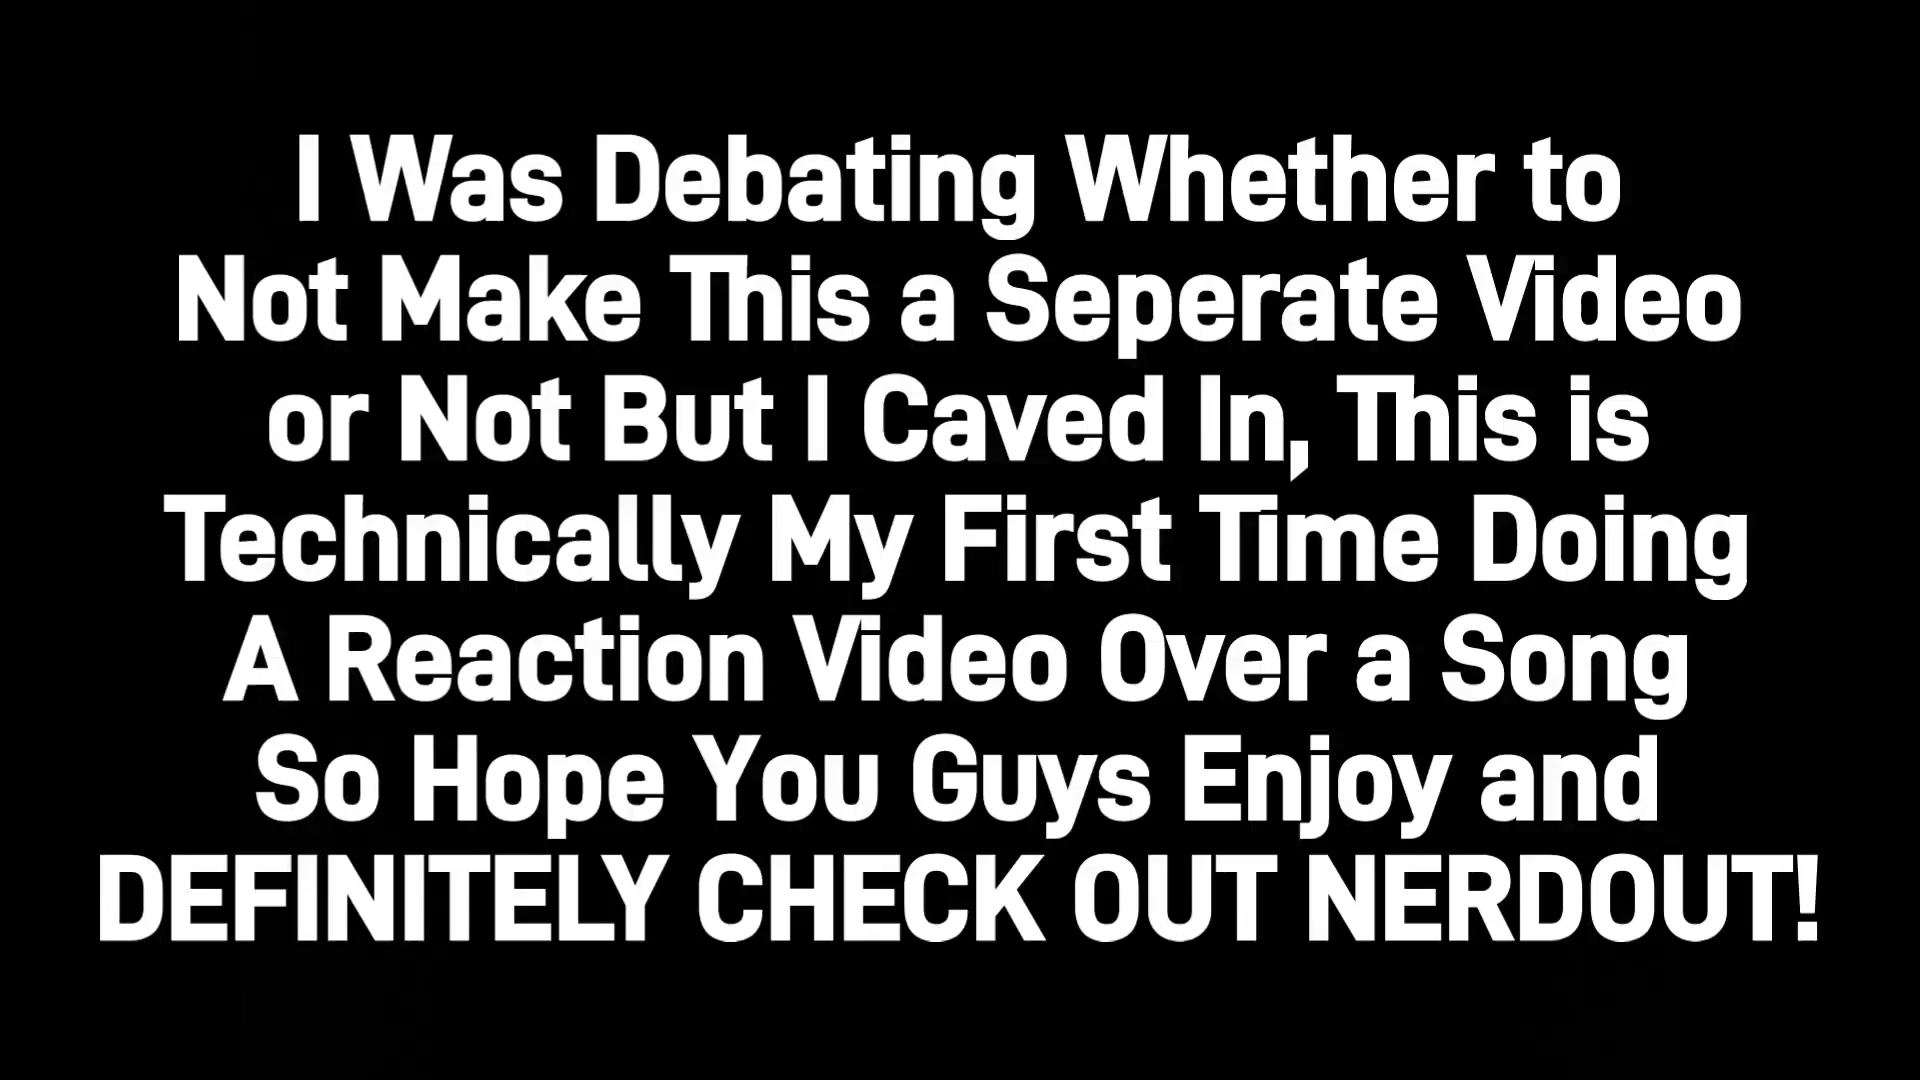 I Was Debating Whether to
Not Make This a Seperate Video
or Not But I Caved In, This is
Technically My First Time Doing
A Reaction Video Over a Song
So Hope You Guys Enjoy and
DEFINITELY CHECK OUT NERDOUT!